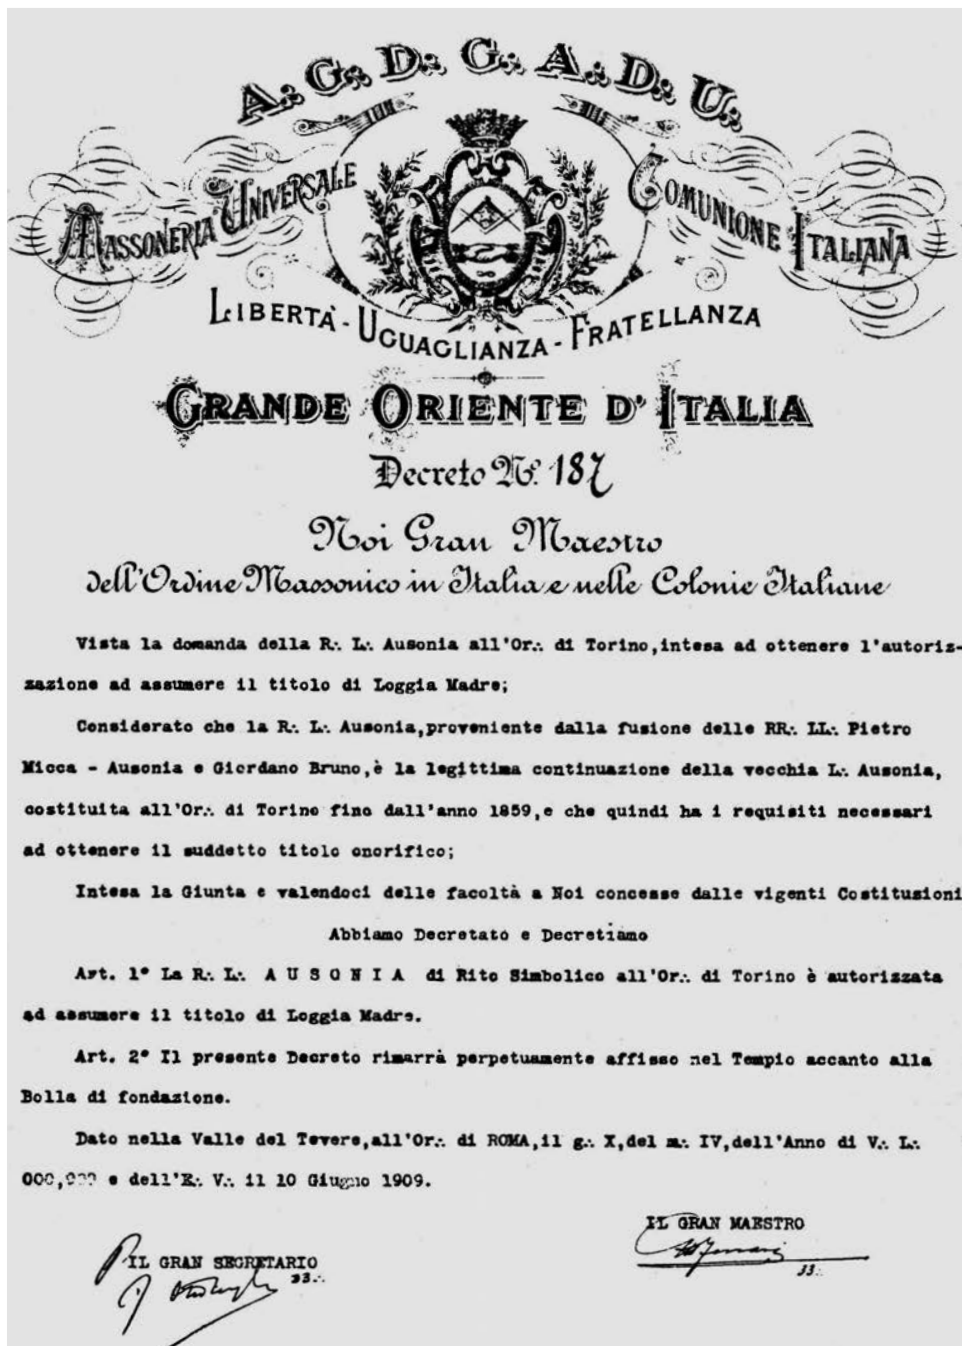 A∴ G∴ D∴ G∴ A∴ D∴ U∴
Massoneria Universale
Comunione Italiana
Libertà - Uguaglianza - Fratellanza
Grande Oriente d'Italia
Decreto No. 187
Noi Gran Maestro
dell'Ordine Massonico in Italia e nelle Colonie Italiane
Vista la domanda della R∴ L∴ Ausonia all'Or∴ di Torino,intesa ad ottenere l'autoriz-
zazione ad assumere il titolo di Loggia Madre;
Considerato che la R∴ L∴ Ausonia,proveniente dalla fusione delle RR∴ LL∴ Pietro
Micca - Ausonia e Giordano Bruno,è la legittima continuazione della vecchia L∴ Ausonia,
costituita all'Or∴ di Torino fino dall'anno 1859,e che quindi ha i requisiti necessari
ad ottenere il suddetto titolo onorifico;
Intesa la Giunta e valendoci delle facoltà a Noi concesse dalle vigenti Costituzioni
Abbiamo Decretato e Decretiamo
Art. 1° La R∴ L∴ A U S O N I A di Rito Simbolico all'Or∴ di Torino è autorizzata
ad assumere il titolo di Loggia Madre.
Art. 2° Il presente Decreto rimarrà perpetuamente affisso nel Tempio accanto alla
Bolla di fondazione.
Dato nella Valle del Tevere,all'Or∴ di ROMA,il g∴ X,del m∴ IV,dell'Anno di V∴ L∴
e dell'E∴ V∴ il 10 Giugno 1909.
IL GRAN MAESTRO
33∴
IL GRAN SEGRETARIO
33∴